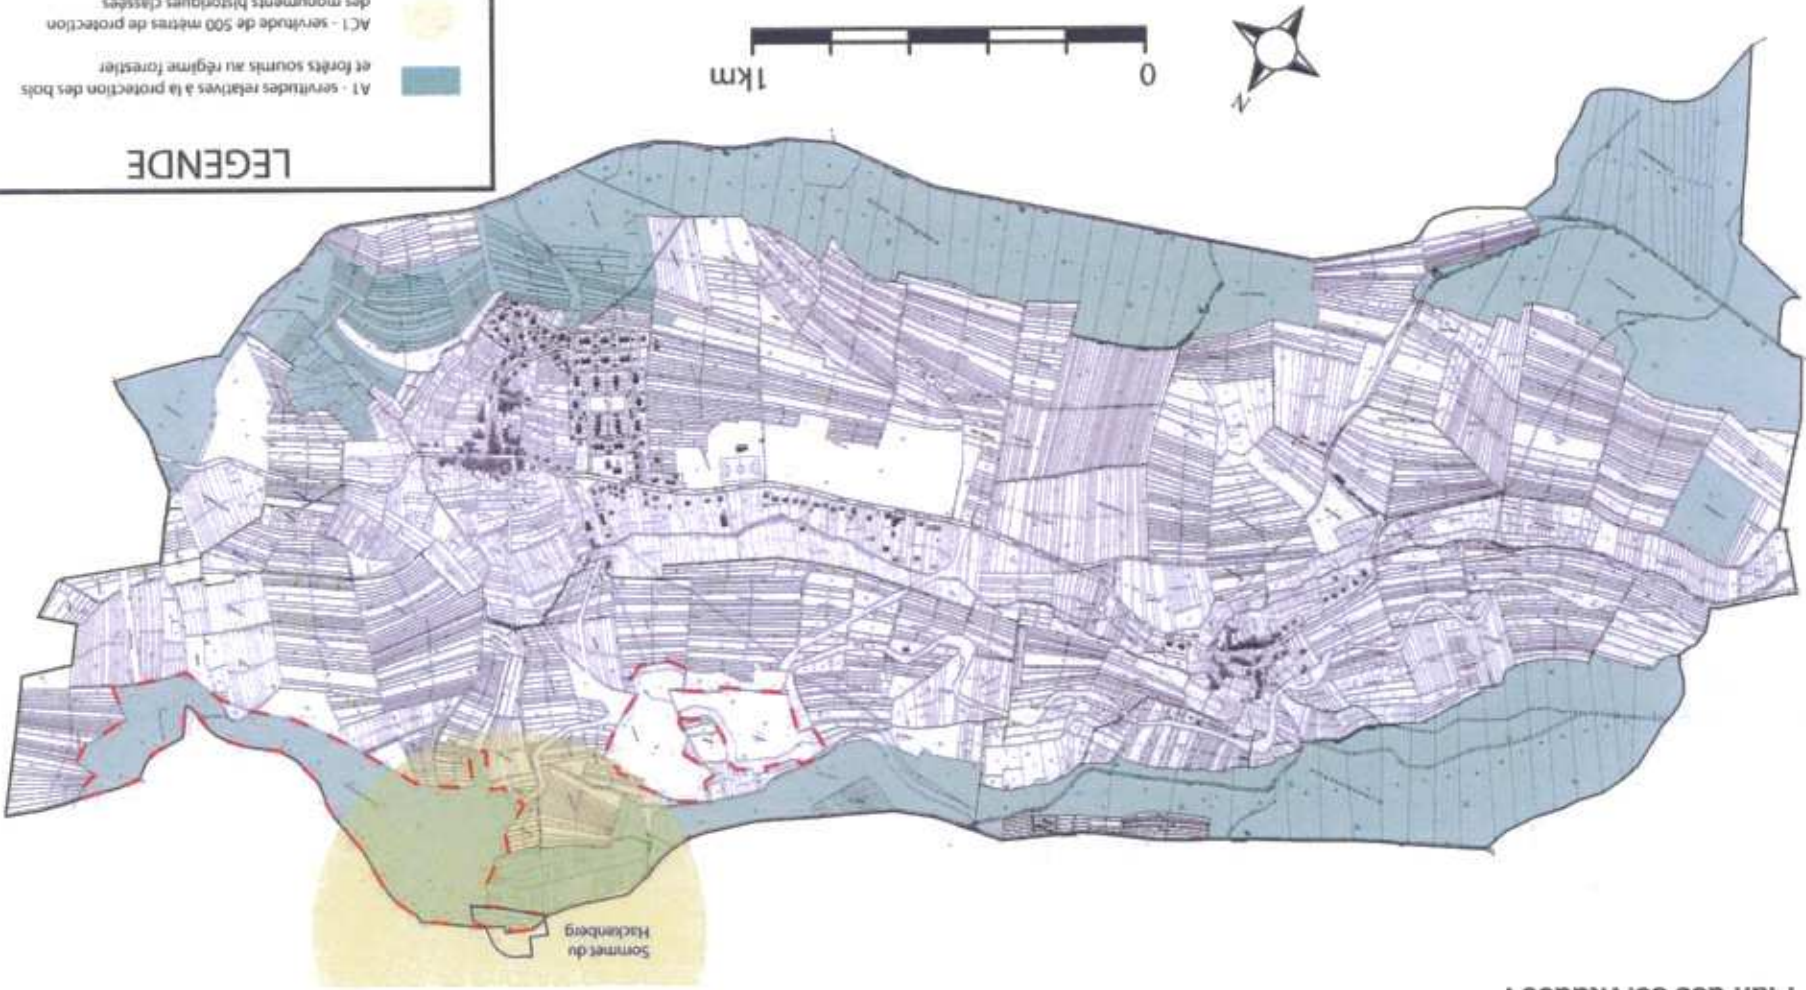 Sommet du
Hackenberg
N
0
1km
LEGENDE
A1 - servitudes relatives à la protection des bois
et forêts soumis au régime forestier
AC1 - servitude de 500 mètres de protection
des monuments historiques classées